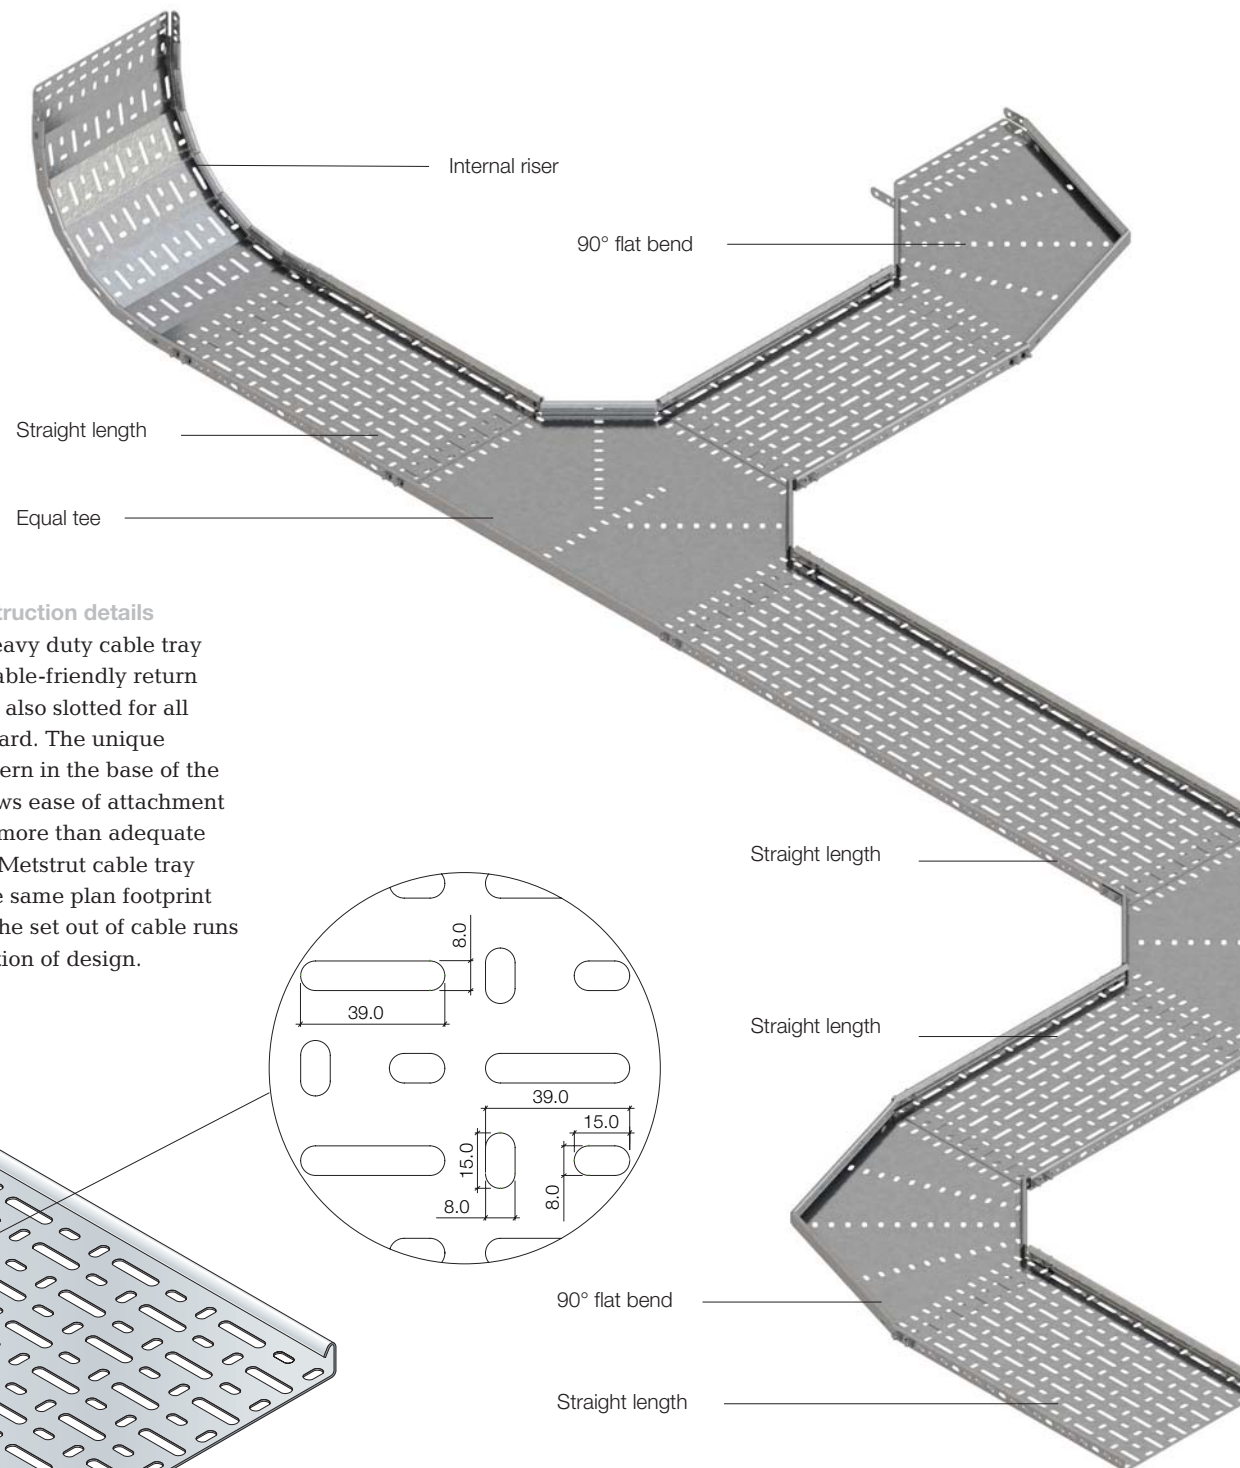 Internal riser
90° flat bend
Straight length
Equal tee
truction details
eavy duty cable tray
able-friendly return
also slotted for all
ard. The unique
ern in the base of the
ws ease of attachment
more than adequate
Metstrut cable tray
e same plan footprint
he set out of cable runs
tion of design.
Straight length
8.0
39.0
Straight length
39.0
15.0
15.0
8.0
8.0
90° flat bend
Straight length